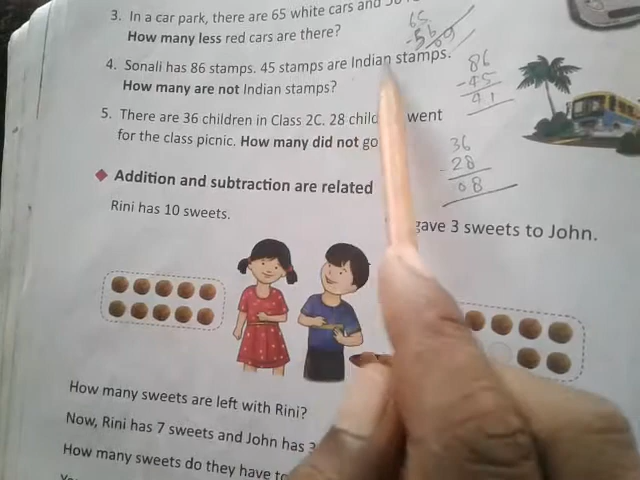 3. In a car park, there are 65 white cars and
How many less red cars are there?
4. Sonali has 86 stamps. 45 stamps are Indian stamps.
How many are not Indian stamps?
5. There are 36 children in Class 2C. 28 went
for the class picnic. How many did not go
65
-56
09
86
-45
41
36
-28
08
Addition and subtraction are related
Rini has 10 sweets.
gave 3 sweets to John.
How many sweets are left with Rini?
Now, Rini has 7 sweets and John has 3
How many sweets do they have to